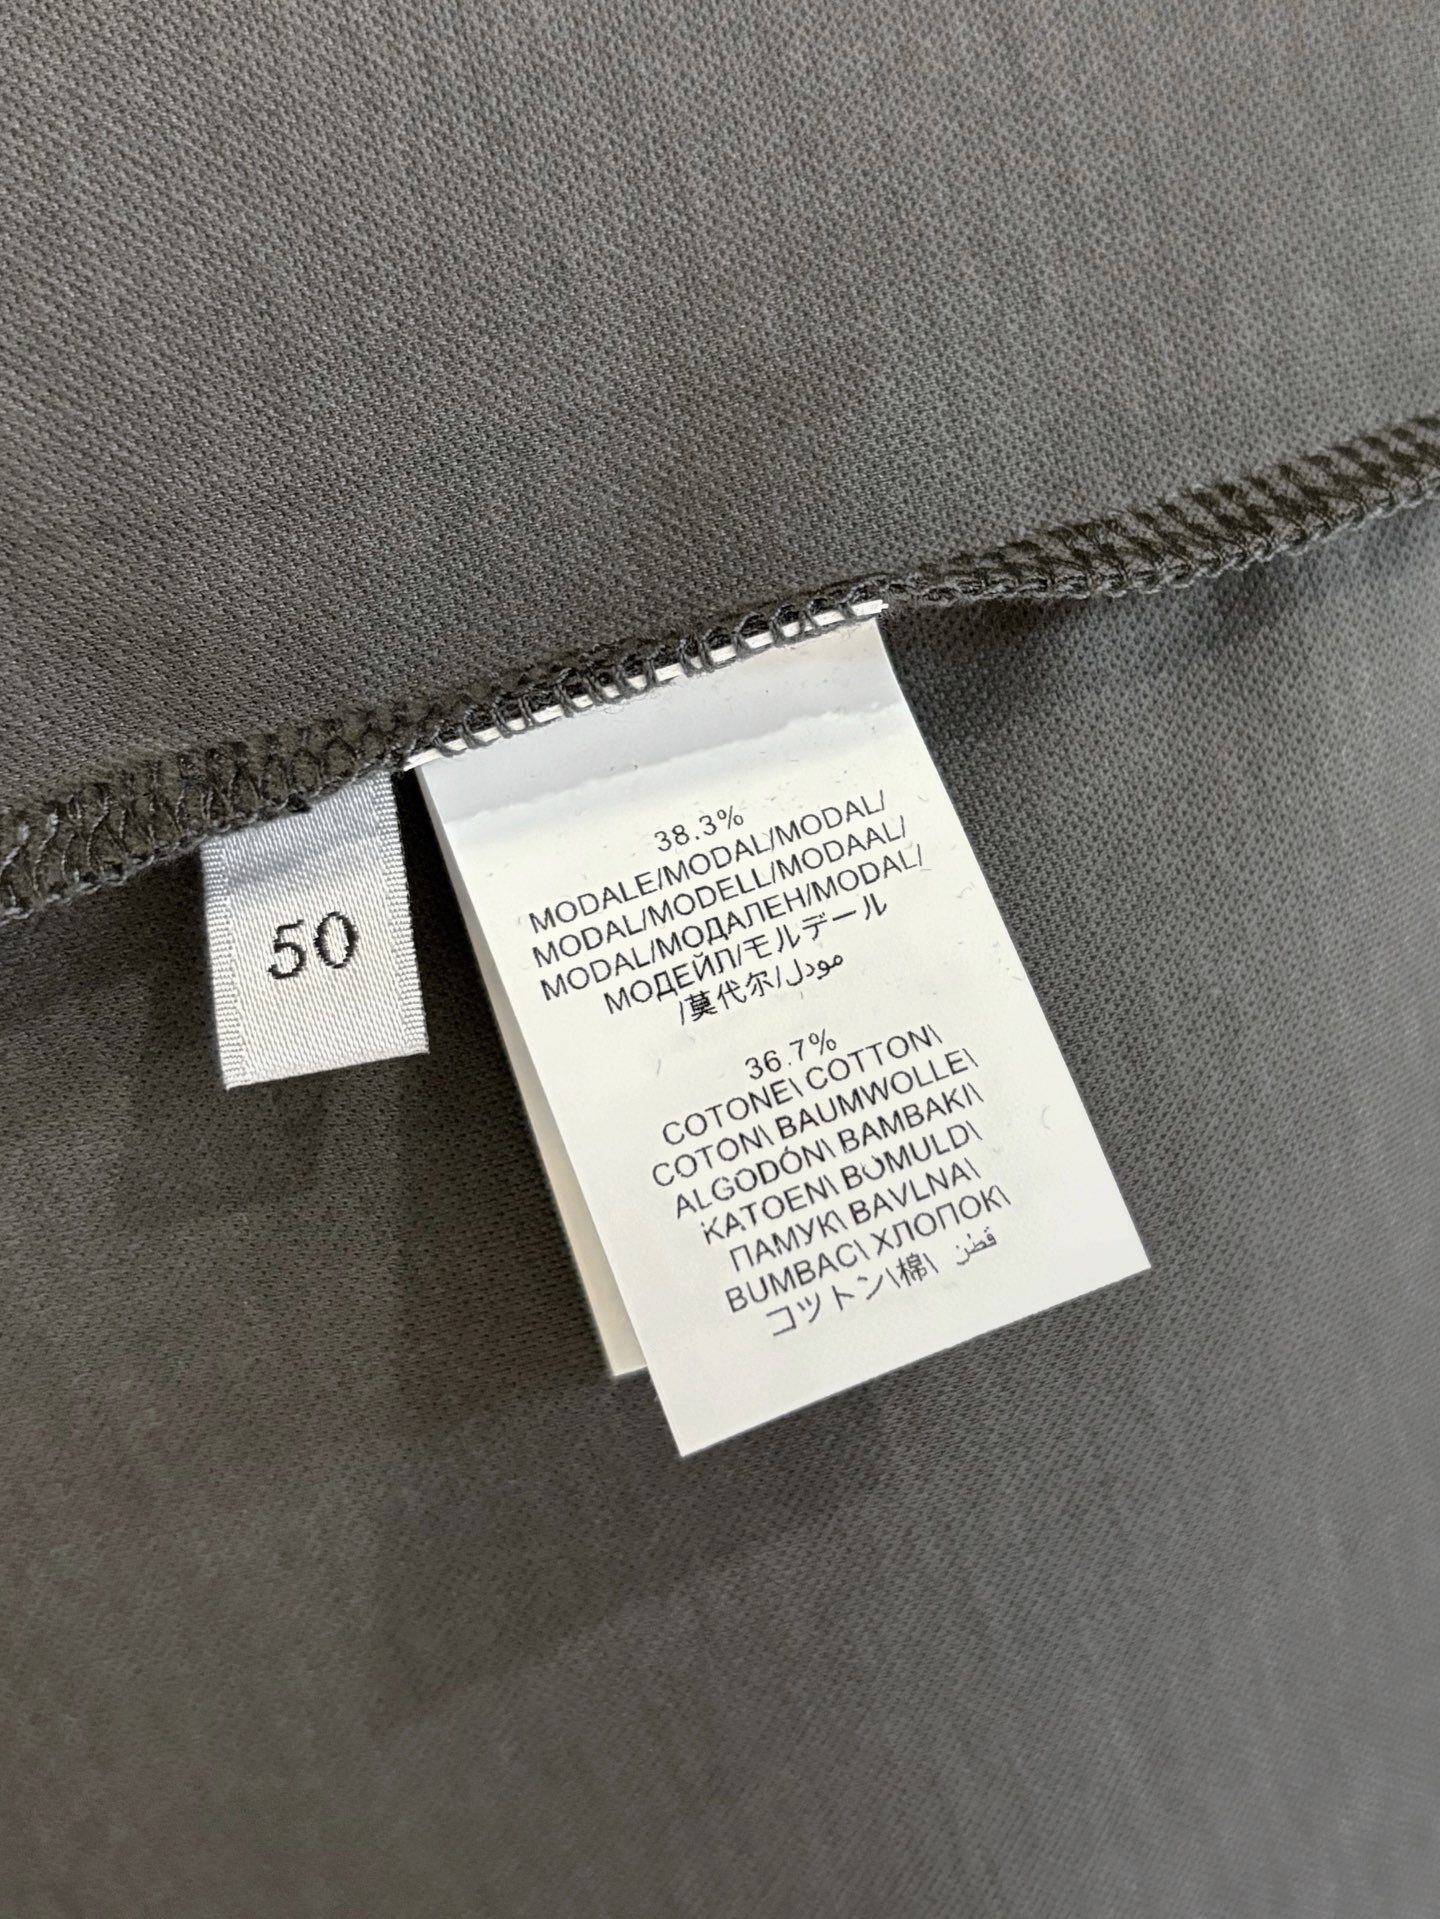 50
38.3%
MODALE/MODAL/MODAL/
MODAL/MODELL/MODAAL/
MODAL/МОДАЛЕН/MODAL/
МОДЕЙЛ/モルデール
/莫代尔/مودل
36.7%
COTONE\ COTTON\
COTON\ BAUMWOLLE\
ALGODÓN\ BAMBAKI\
KATOEN\ BOMULD\
ПАМУК\ BAVLNA\
BUMBAC\ ХЛОПОК\
コットン\棉\ قطن